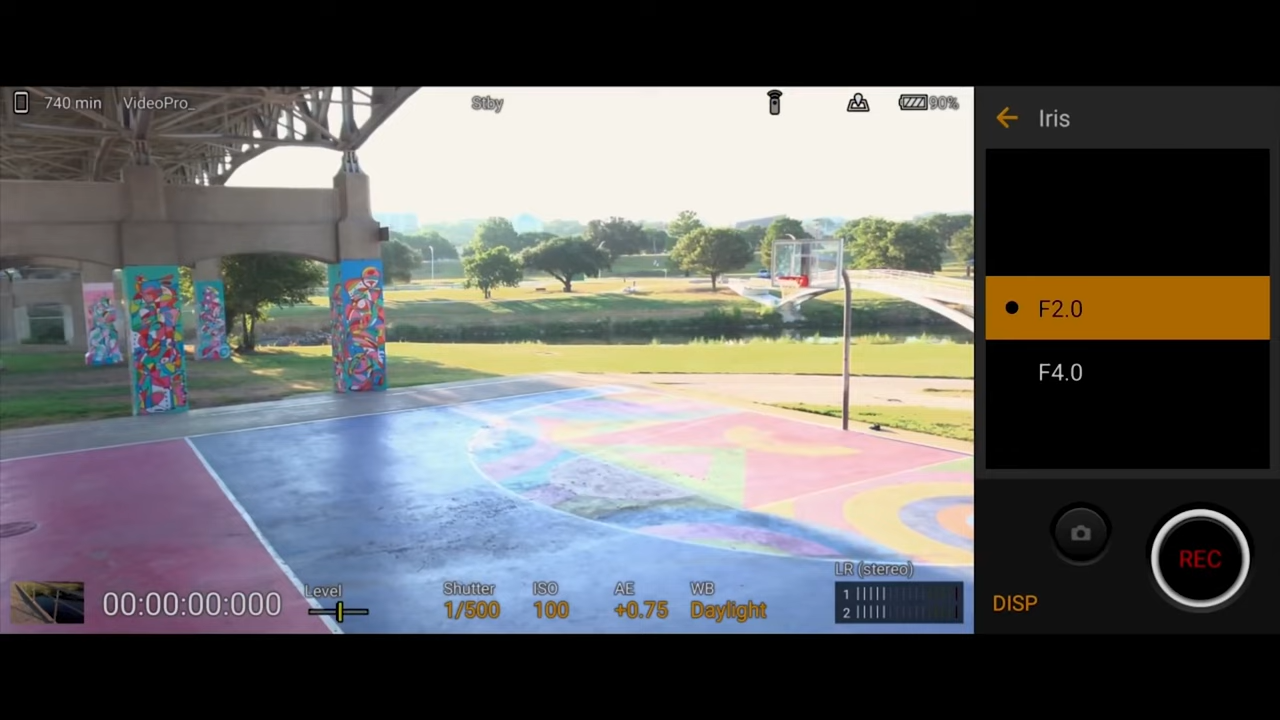 740 min VideoPro_ Stby 90%
Iris
F2.0
F4.0
LR (stereo)
1
2
Level
Shutter ISO AE WB
00:00:00:000 1/500 100 +0.75 Daylight
REC
DISP